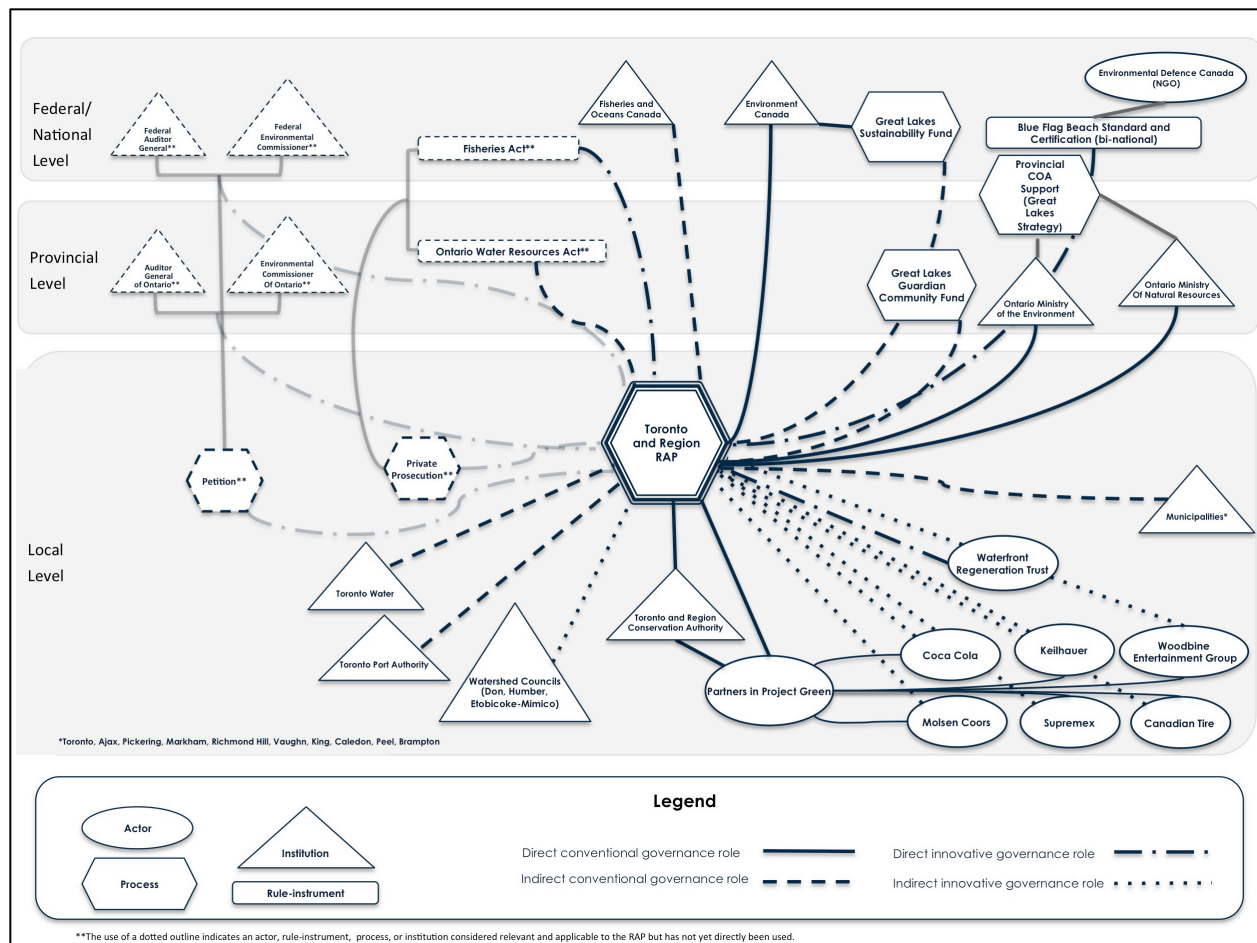 Federal/
National
Level
Federal
Auditor
General**
Federal
Environmental
Commissioner**
Fisheries Act**
Fisheries and
Oceans Canada
Environment
Canada
Great Lakes
Sustainability Fund
Environmental Defence Canada
(NGO)
Blue Flag Beach Standard and
Certification (bi-national)
Provincial
COA
Support
(Great
Lakes
Strategy)
Provincial
Level
Auditor
General
of Ontario**
Environmental
Commissioner
Of Ontario**
Ontario Water Resources Act**
Great Lakes
Guardian
Community Fund
Ontario Ministry
of the Environment
Ontario Ministry
Of Natural Resources
Local
Level
Petition**
Private
Prosecution**
Toronto
and Region
RAP
Municipalities*
Toronto Water
Toronto Port Authority
Watershed Councils
(Don, Humber,
Etobicoke-Mimico)
Toronto and Region
Conservation Authority
Partners in Project Green
Waterfront
Regeneration Trust
Coca Cola
Keilhauer
Woodbine
Entertainment Group
Molsen Coors
Supremex
Canadian Tire
*Toronto, Ajax, Pickering, Markham, Richmond Hill, Vaughn, King, Caledon, Peel, Brampton
Legend
Actor
Process
Institution
Rule-instrument
Direct conventional governance role
Indirect conventional governance role
Direct innovative governance role
Indirect innovative governance role
**The use of a dotted outline indicates an actor, rule-instrument, process, or institution considered relevant and applicable to the RAP but has not yet directly been used.